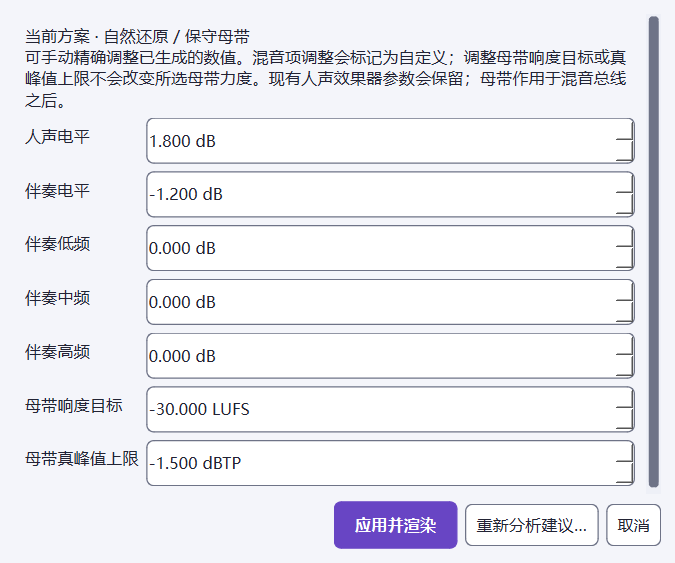 当前方案 · 自然还原 / 保守母带
可手动精确调整已生成的数值。混音项调整会标记为自定义；调整母带响度目标或真
峰值上限不会改变所选母带力度。现有人声效果器参数会保留；母带作用于混音总线
之后。
人声电平 1.800 dB
伴奏电平 -1.200 dB
伴奏低频 0.000 dB
伴奏中频 0.000 dB
伴奏高频 0.000 dB
母带响度目标 -30.000 LUFS
母带真峰值上限 -1.500 dBTP
应用并渲染 重新分析建议... 取消